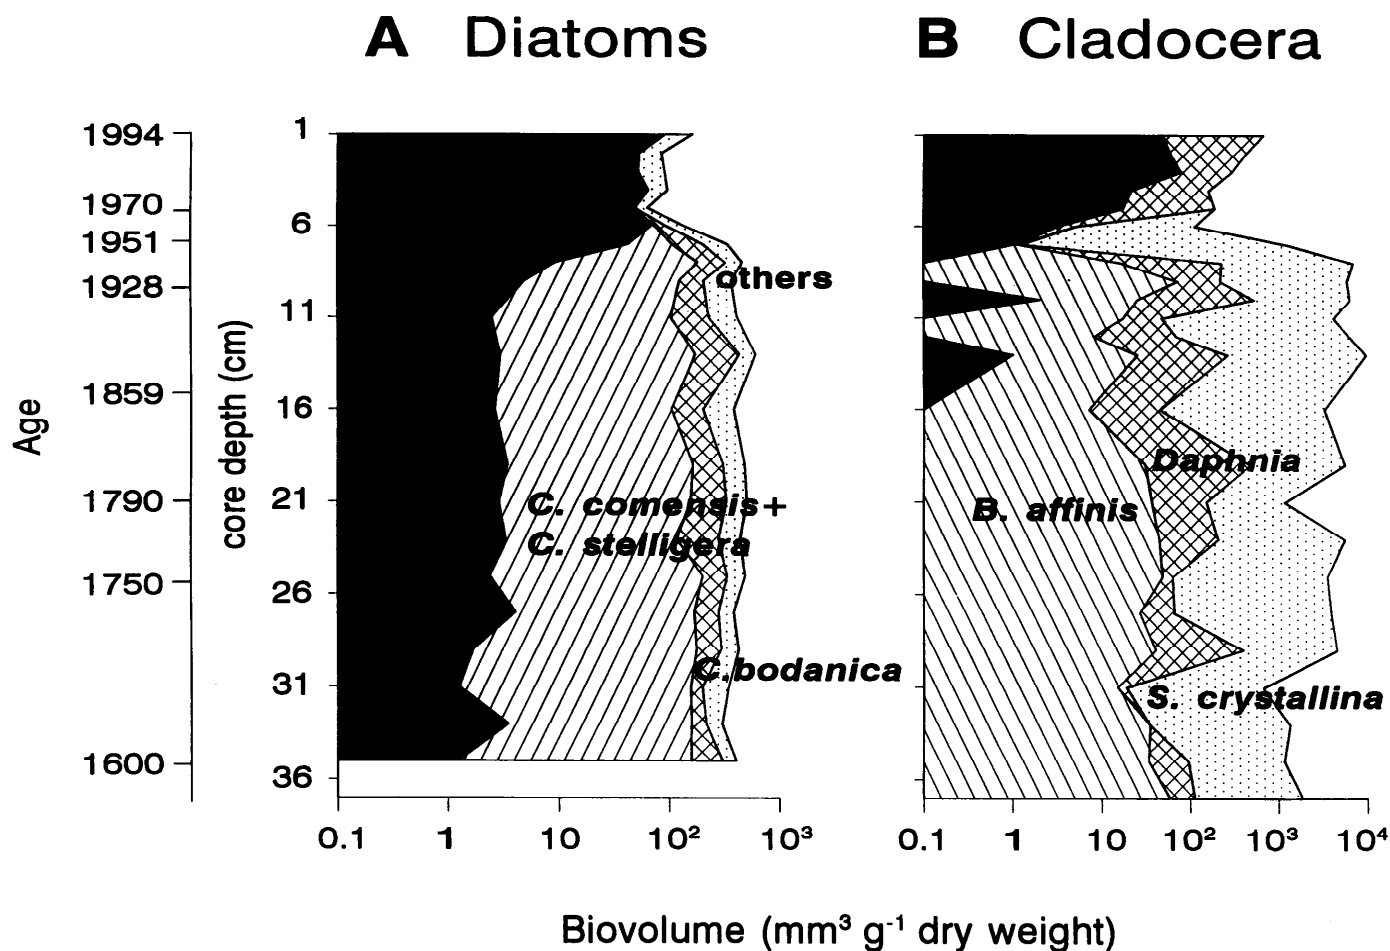 A Diatoms
B Cladocera
Age
1994
1970
1951
1928
1859
1790
1750
1600
core depth (cm)
1
6
11
16
21
26
31
36
others
C. comensis+
C. stelligera
C.bodanica
Daphnia
B. affinis
S. crystallina
0.1 1 10 10² 10³
0.1 1 10 10² 10³ 10⁴
Biovolume (mm³ g⁻¹ dry weight)